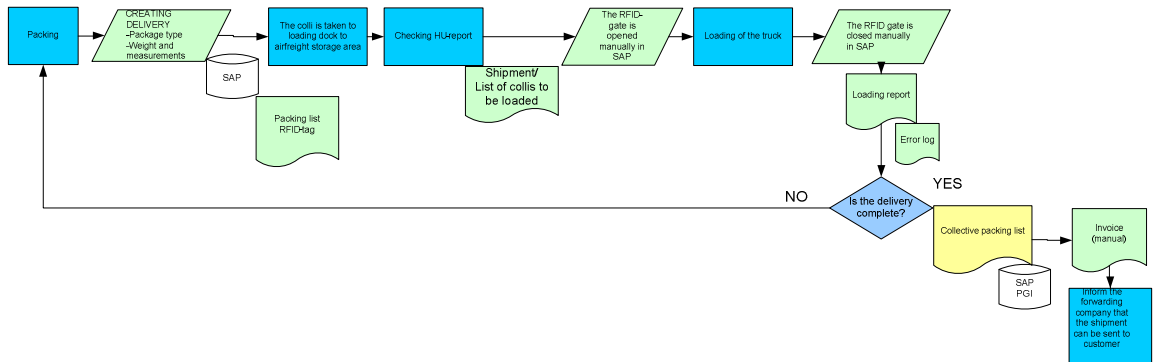 Packing
CREATING
DELIVERY
-Package type
-Weight and
measurements
SAP
Packing list
RFID-tag
The colli is taken to
loading dock to
airfreight storage area
Checking HU-report
Shipment/
List of collis to
be loaded
The RFID-
gate is
opened
manually in
SAP
Loading of the truck
The RFID gate is
closed manually
in SAP
Loading report
Error log
Is the delivery
complete?
NO
YES
Collective packing list
SAP
PGI
Invoice
(manual)
Inform the
forwarding
company that
the shipment
can be sent to
customer